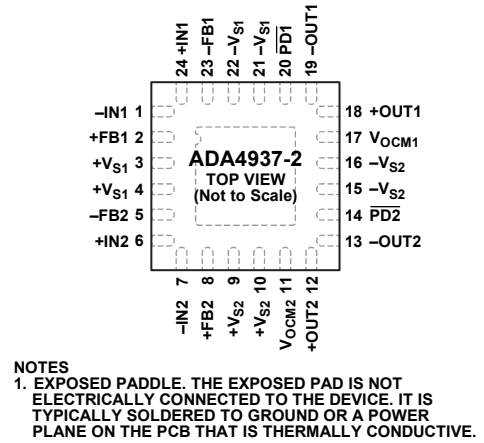 24 +IN1
23 –FB1
22 –VS1
21 –VS1
20 PD1
19 –OUT1
–IN1 1
+FB1 2
+VS1 3
+VS1 4
–FB2 5
+IN2 6
ADA4937-2
TOP VIEW
(Not to Scale)
18 +OUT1
17 VOCM1
16 –VS2
15 –VS2
14 PD2
13 –OUT2
–IN2 7
+FB2 8
+VS2 9
+VS2 10
VOCM2 11
+OUT2 12
NOTES
1. EXPOSED PADDLE. THE EXPOSED PAD IS NOT
ELECTRICALLY CONNECTED TO THE DEVICE. IT IS
TYPICALLY SOLDERED TO GROUND OR A POWER
PLANE ON THE PCB THAT IS THERMALLY CONDUCTIVE.